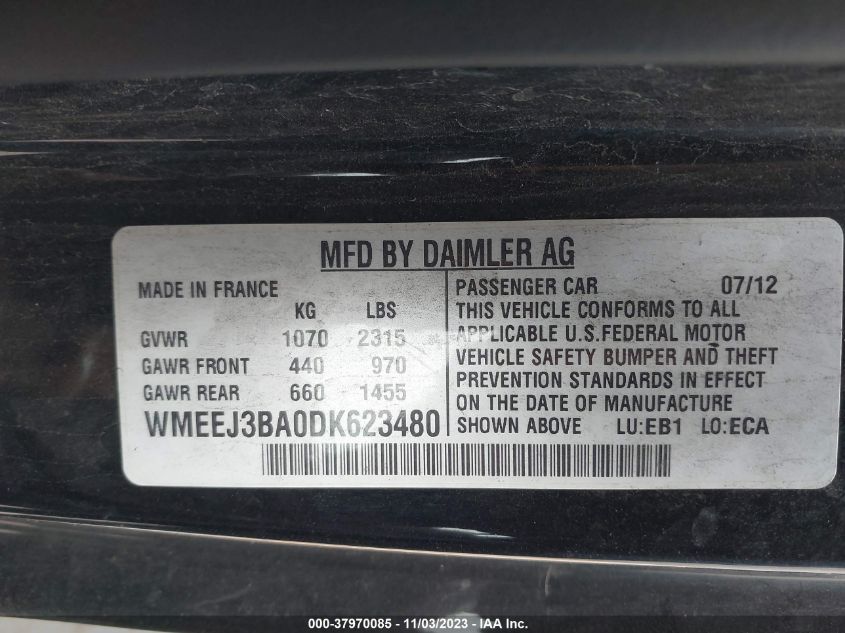 MFD BY DAIMLER AG
MADE IN FRANCE
KG LBS
GVWR 1070 2315
GAWR FRONT 440 970
GAWR REAR 660 1455
WMEEJ3BA0DK623480
PASSENGER CAR 07/12
THIS VEHICLE CONFORMS TO ALL
APPLICABLE U.S.FEDERAL MOTOR
VEHICLE SAFETY BUMPER AND THEFT
PREVENTION STANDARDS IN EFFECT
ON THE DATE OF MANUFACTURE
SHOWN ABOVE LU:EB1 LO:ECA
000-37970085 - 11/03/2023 - IAA Inc.